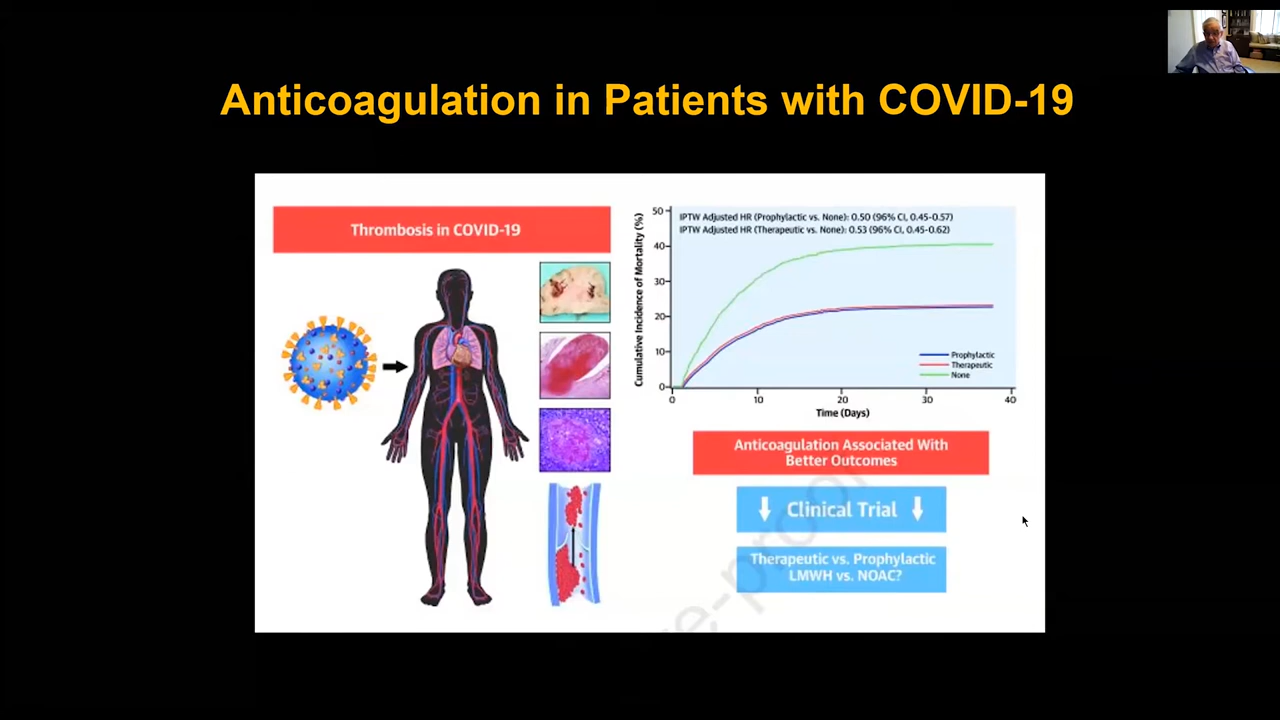 Anticoagulation in Patients with COVID-19
Thrombosis in COVID-19
Cumulative Incidence of Mortality (%)
50
40
30
20
10
0
IPTW Adjusted HR (Prophylactic vs. None): 0.50 (96% CI, 0.45-0.57)
IPTW Adjusted HR (Therapeutic vs. None): 0.53 (96% CI, 0.45-0.62)
Prophylactic
Therapeutic
None
0
10
20
30
40
Time (Days)
Anticoagulation Associated With
Better Outcomes
Clinical Trial
Therapeutic vs. Prophylactic
LMWH vs. NOAC?
e-proof